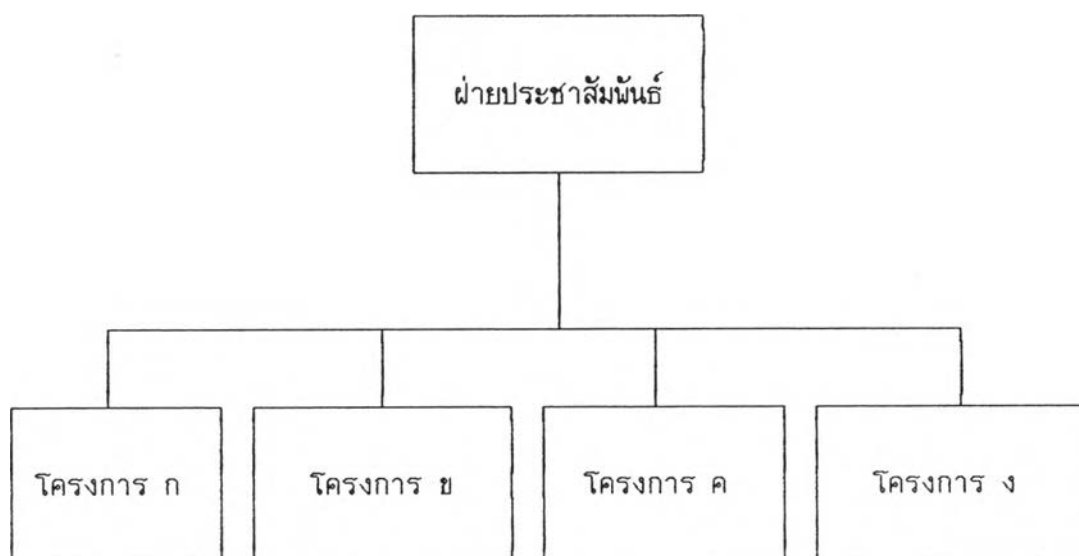 ฝ่ายประชาสัมพันธ์
โครงการ ก
โครงการ ข
โครงการ ค
โครงการ ง